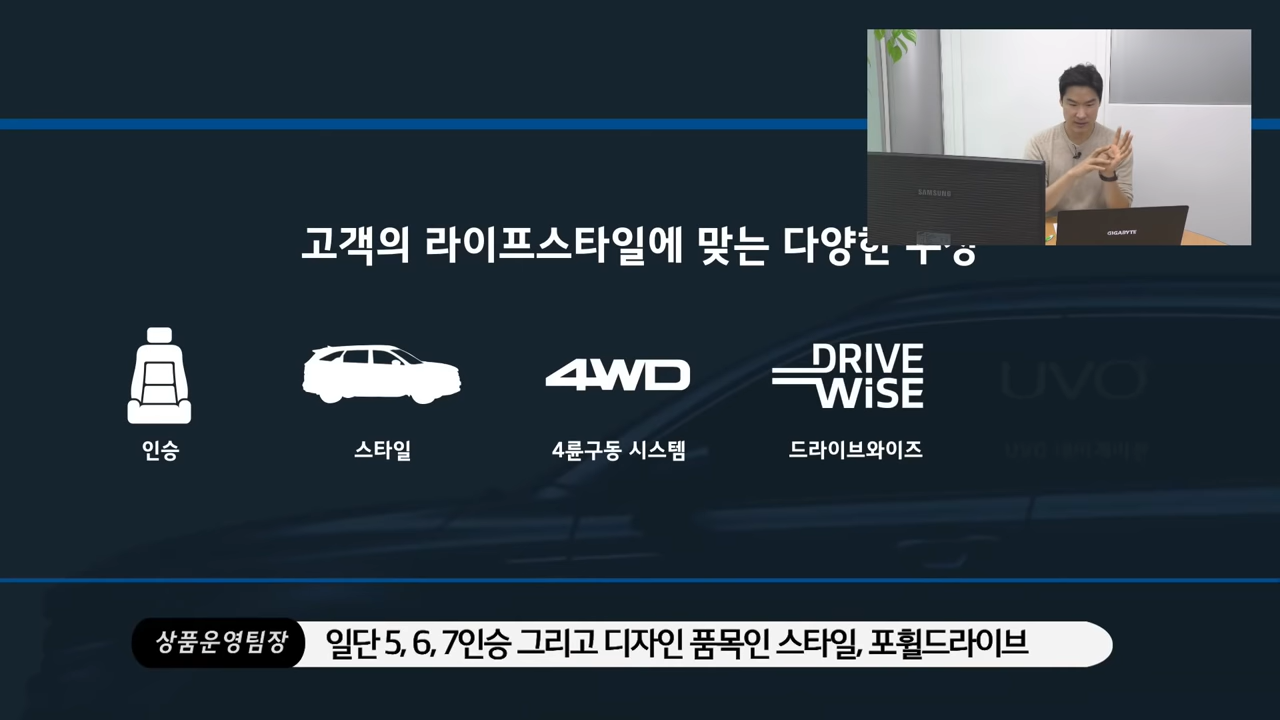 SAMSUNG
GIGABYTE
고객의 라이프스타일에 맞는 다양한
4WD
DRIVE
WiSE
UVO
인승
스타일
4륜구동 시스템
드라이브와이즈
상품운영팀장
일단 5, 6, 7인승 그리고 디자인 품목인 스타일, 포휠드라이브